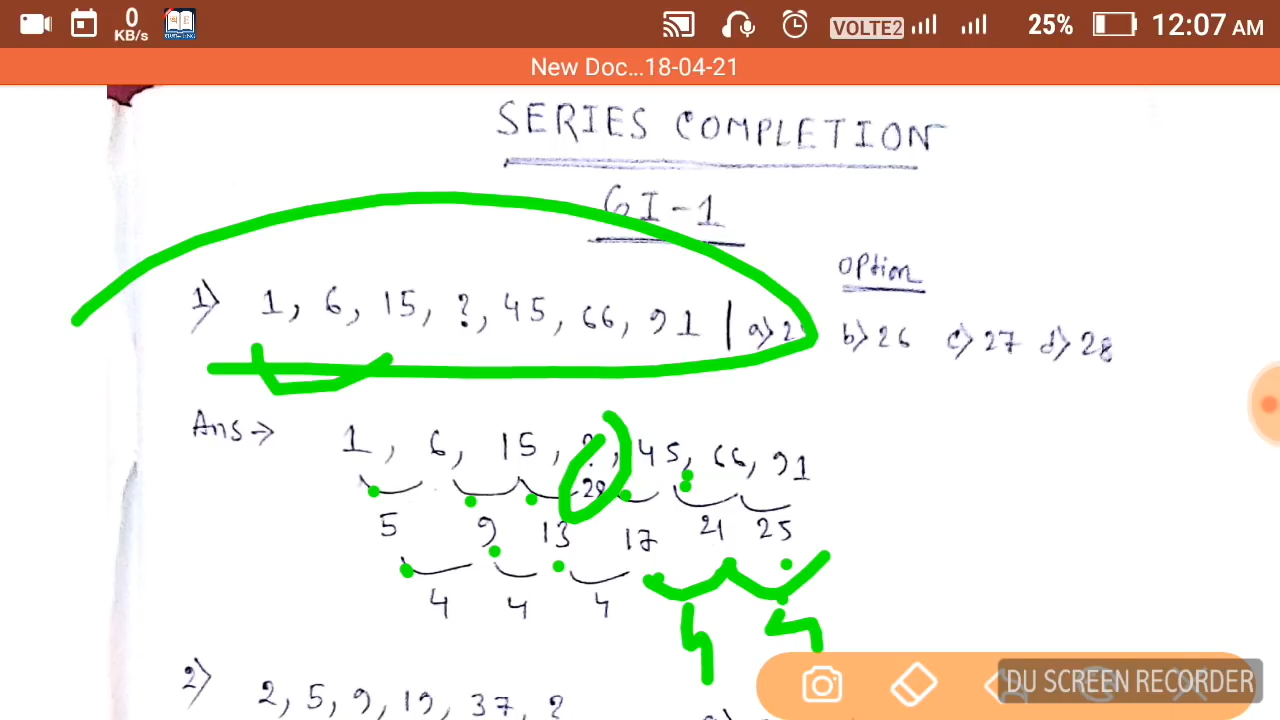 0 KB/s VOLTE2 25% 12:07 AM
New Doc...18-04-21
SERIES COMPLETION
GI-1
Option
1) 1, 6, 15, ?, 45, 66, 91 | a) b) 26 c) 27 d) 28
Ans→ 1, 6, 15, ?, 45, 66, 91
28
5 9 13 17 21 25
4 4 4 4 4
2) 2, 5, 9, 19, 37, ?
DU SCREEN RECORDER